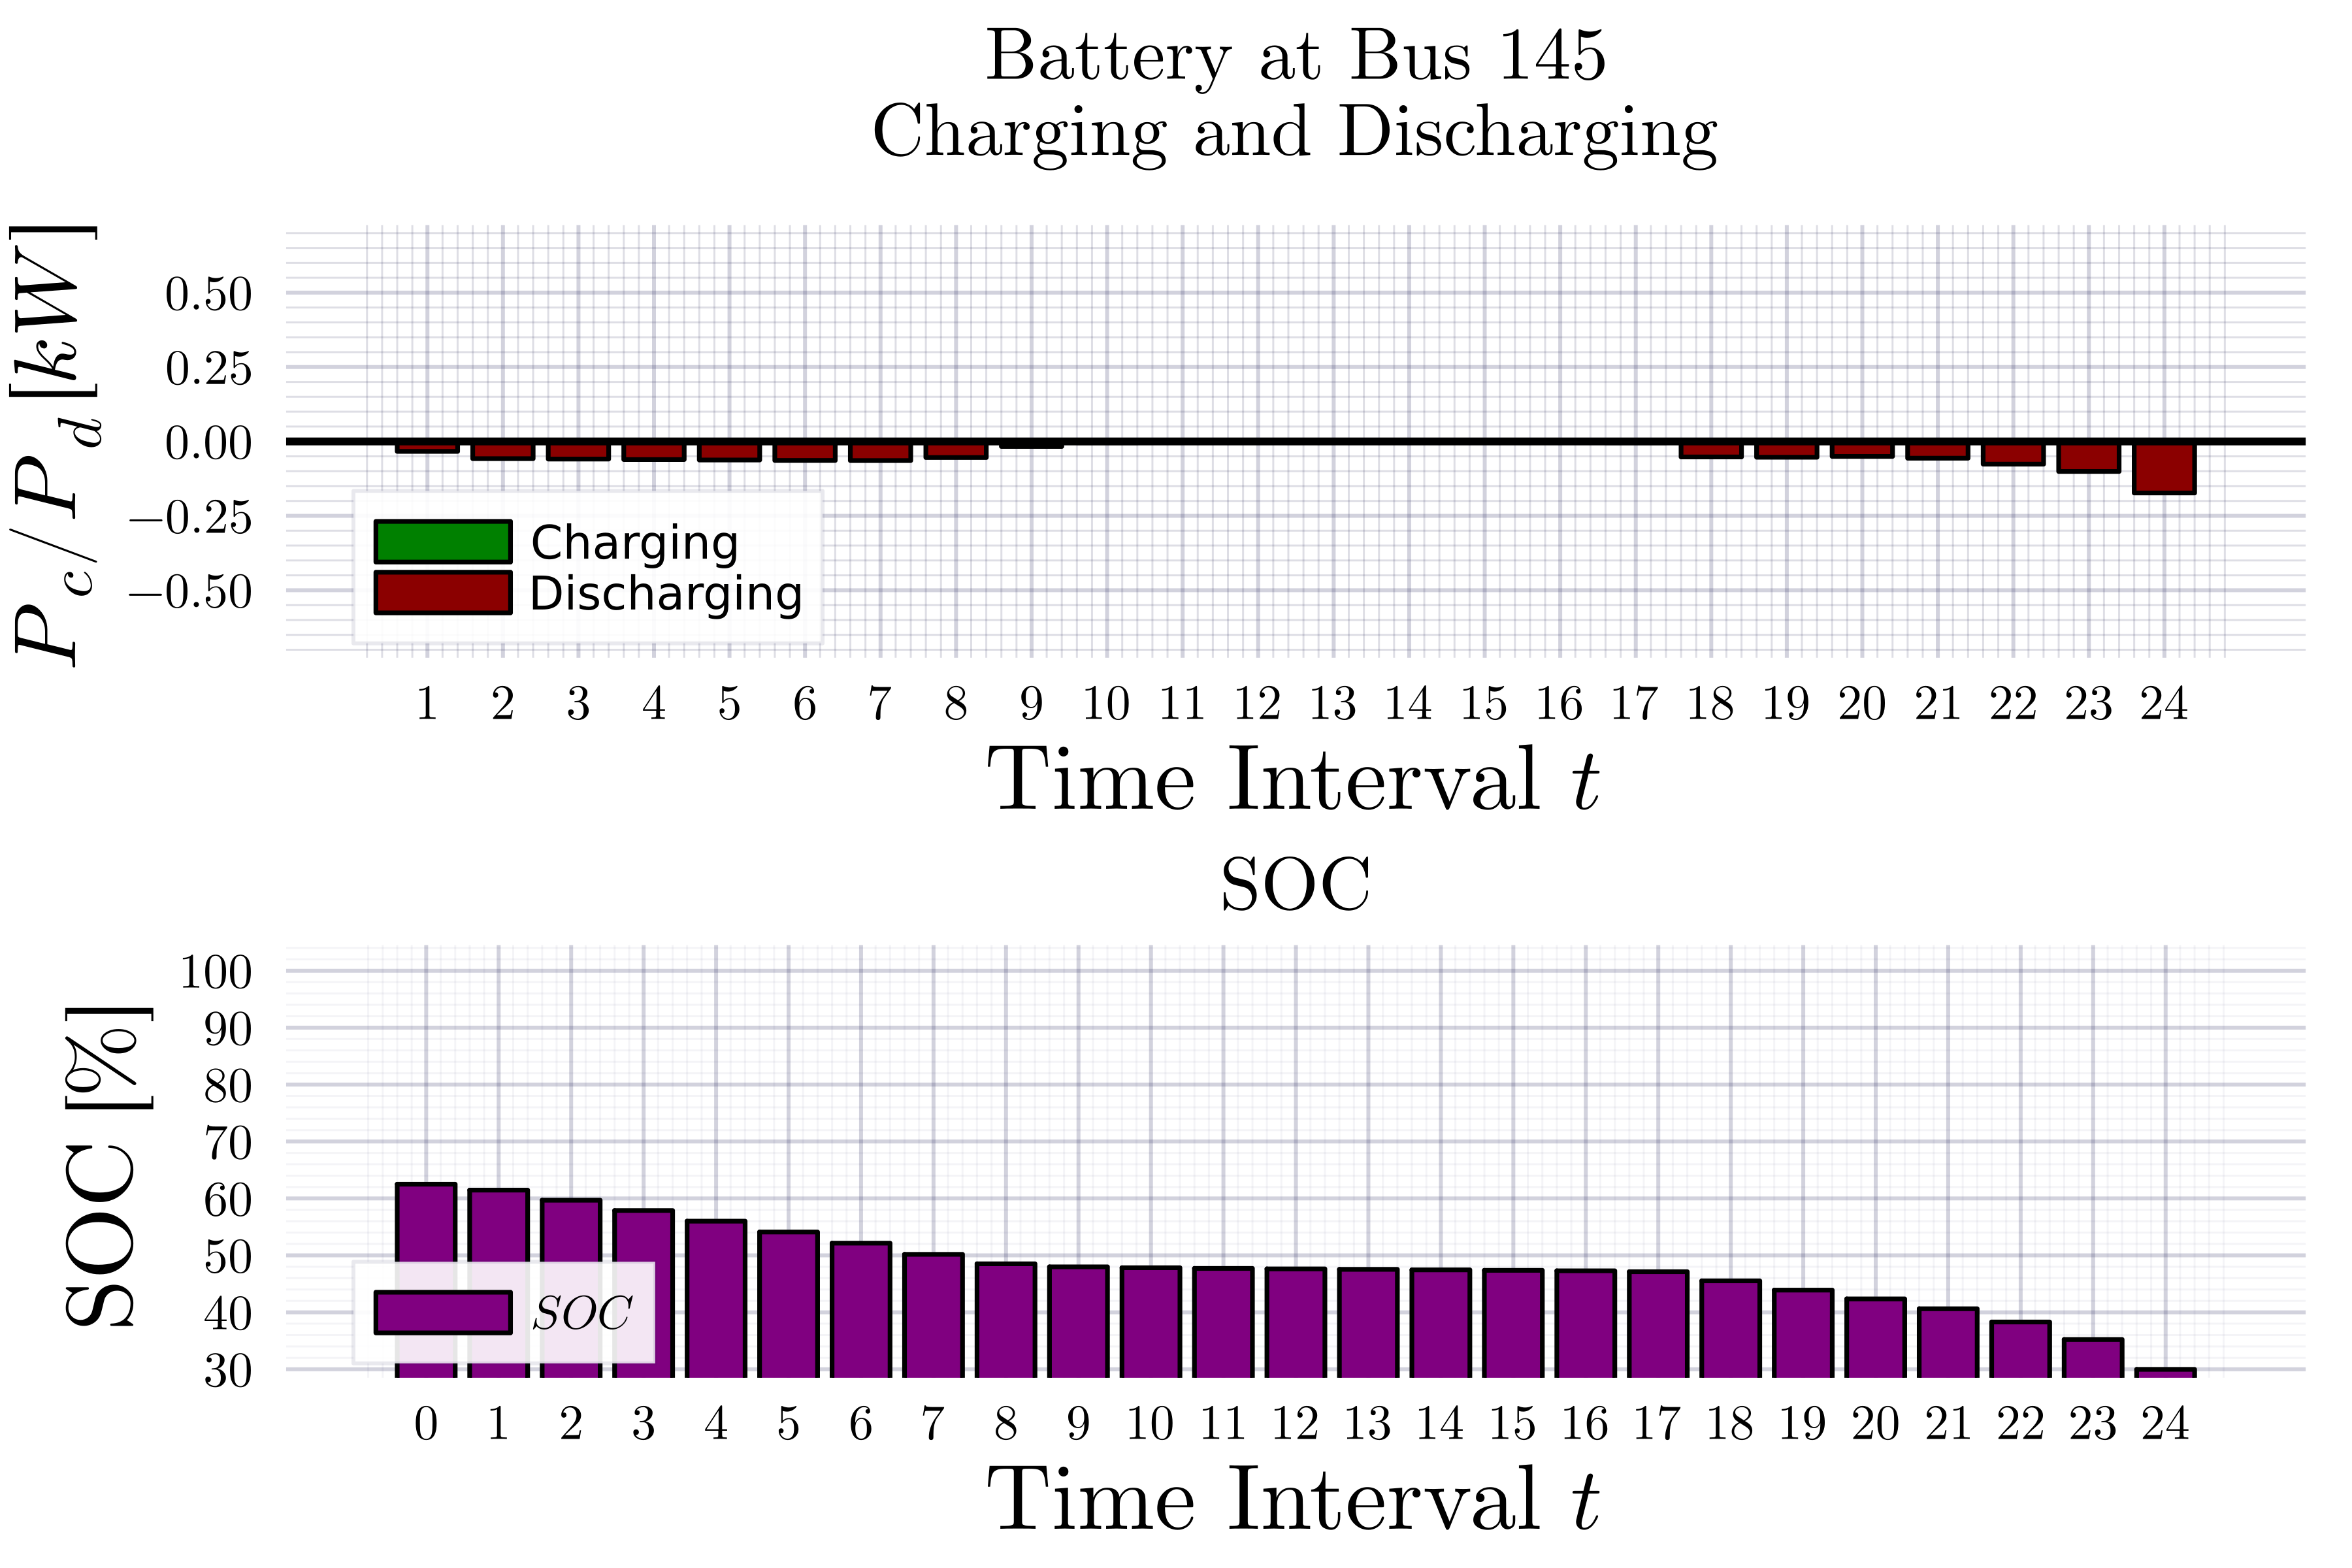 Battery at Bus 145
Charging and Discharging
P_c/P_d[kW]
0.50
0.25
0.00
−0.25
−0.50
Charging
Discharging
1 2 3 4 5 6 7 8 9 10 11 12 13 14 15 16 17 18 19 20 21 22 23 24
Time Interval t
SOC
SOC [%]
100
90
80
70
60
50
40
30
SOC
0 1 2 3 4 5 6 7 8 9 10 11 12 13 14 15 16 17 18 19 20 21 22 23 24
Time Interval t